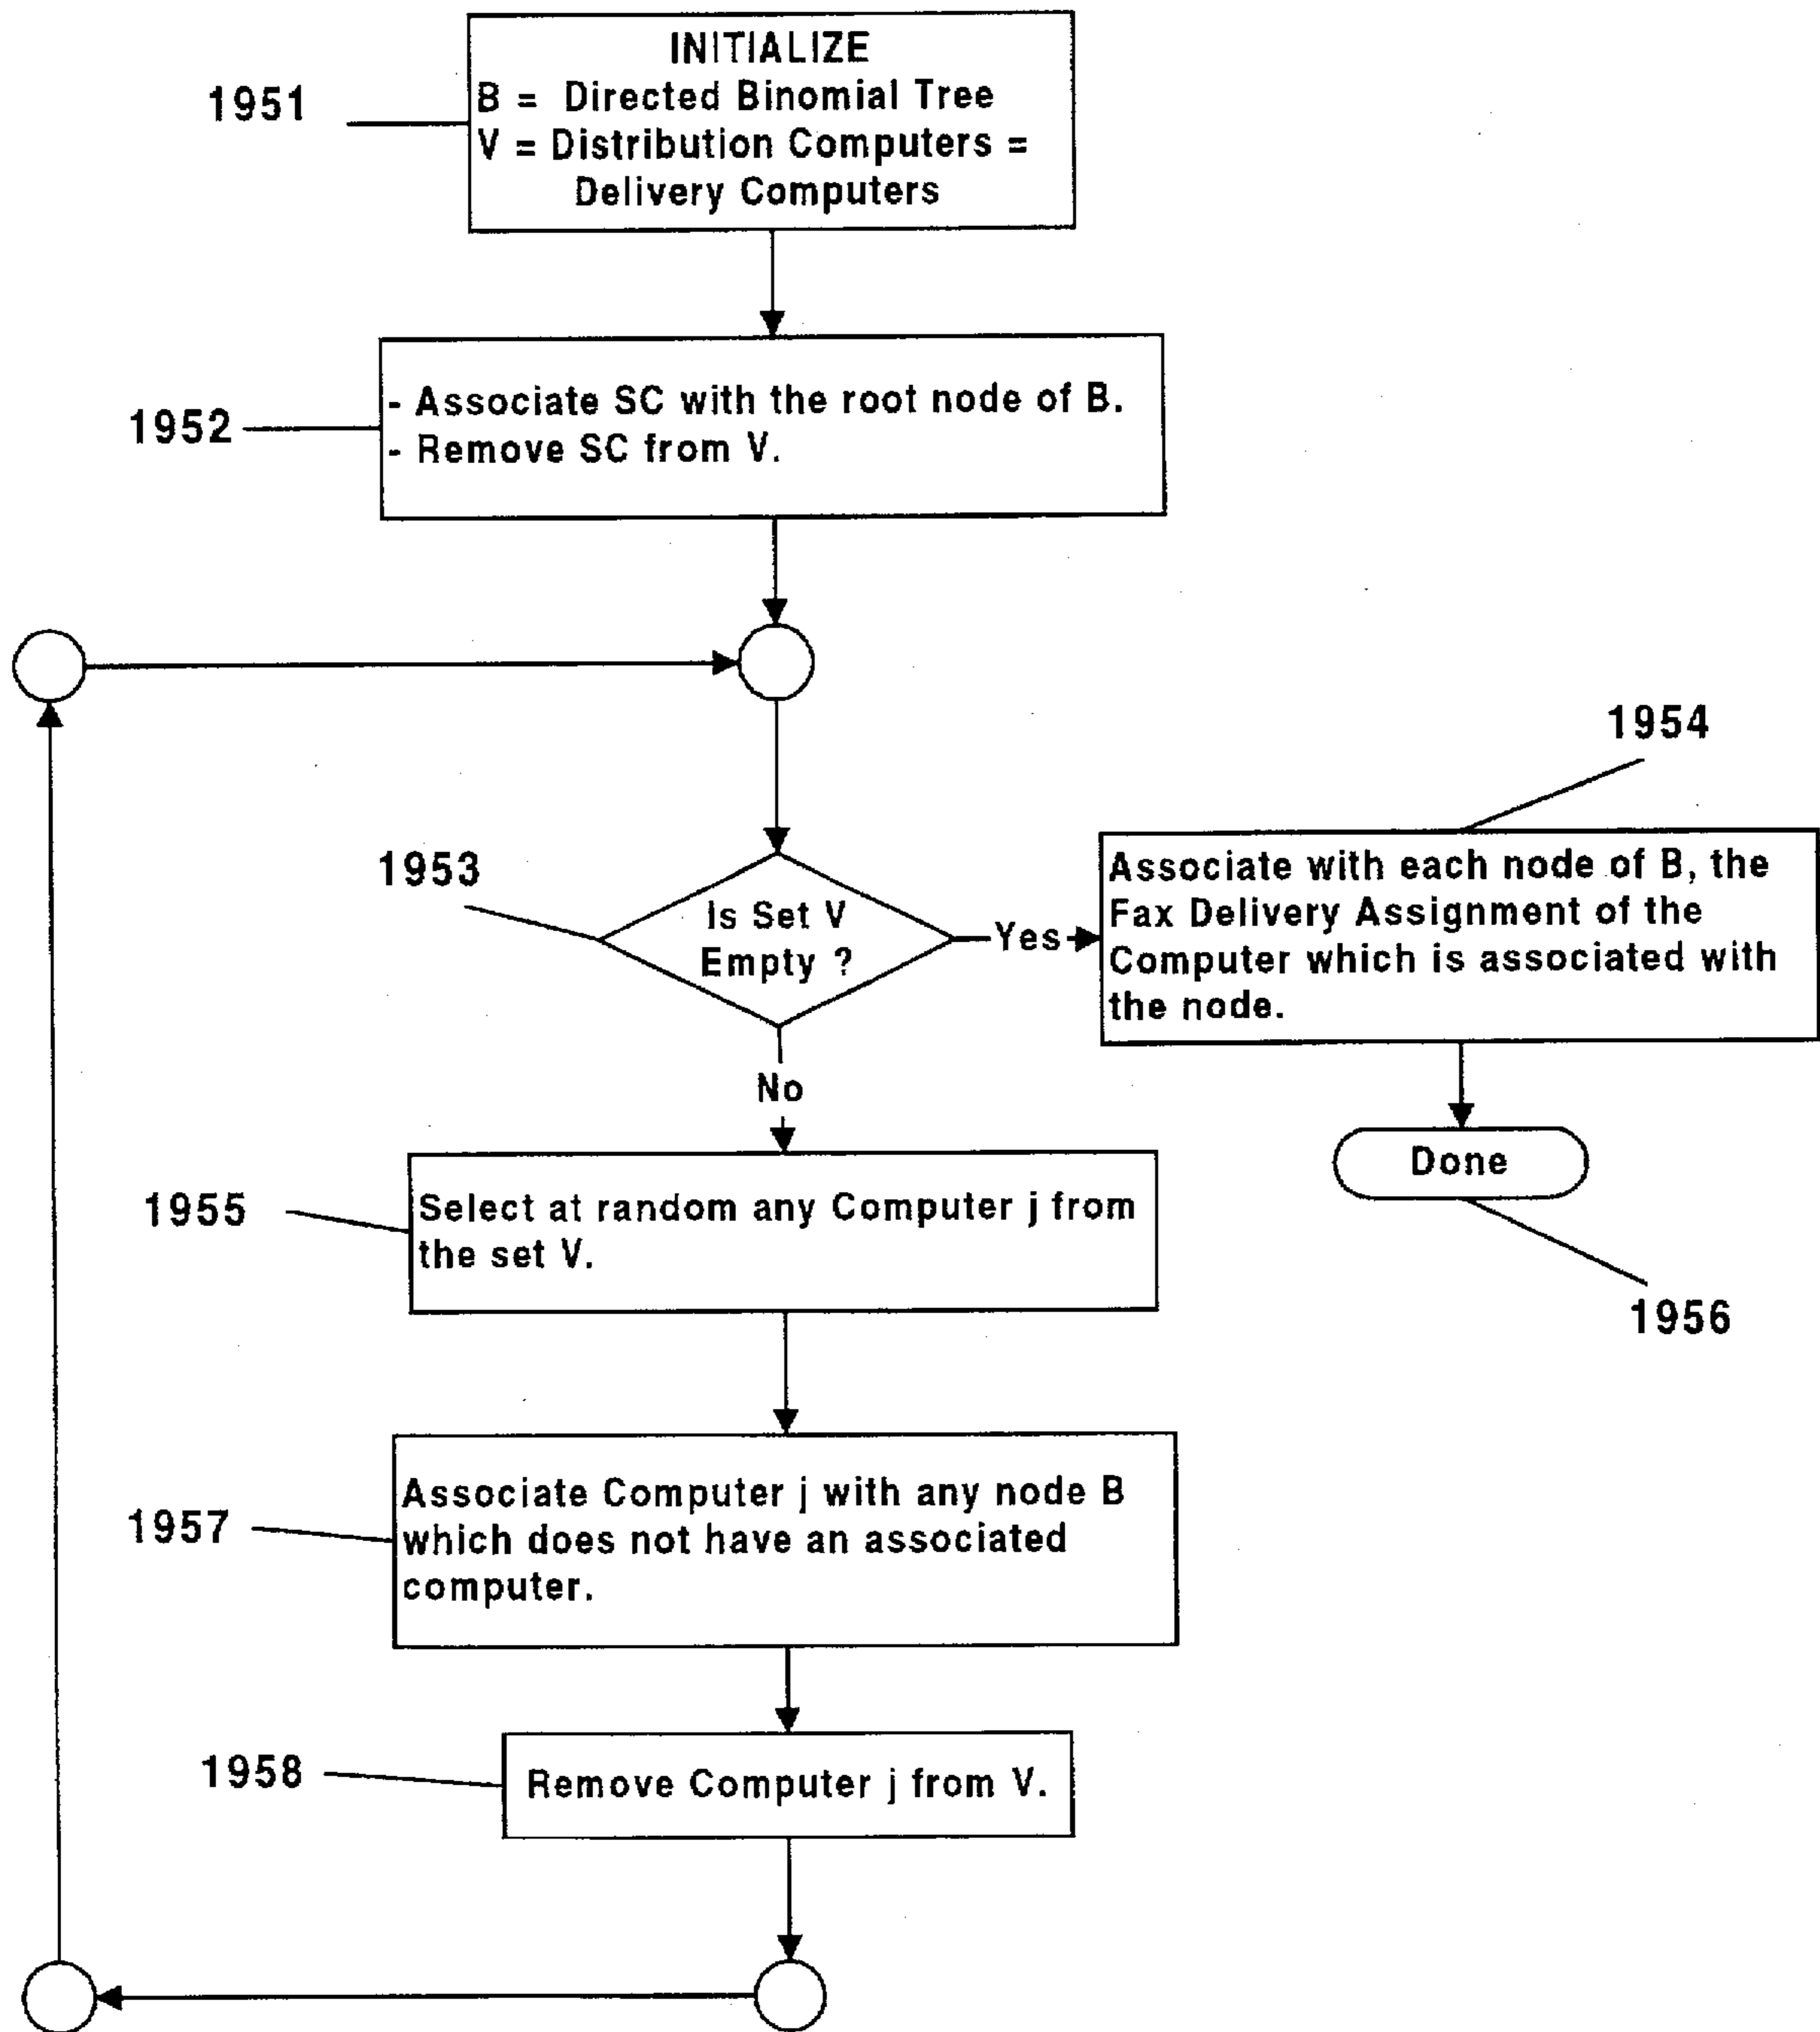 INITIALIZE
B = Directed Binomial Tree
V = Distribution Computers =
Delivery Computers
1951
- Associate SC with the root node of B.
- Remove SC from V.
1952
1954
1953
Is Set V
Empty ?
Yes
Associate with each node of B, the
Fax Delivery Assignment of the
Computer which is associated with
the node.
No
Done
1955
Select at random any Computer j from
the set V.
1956
1957
Associate Computer j with any node B
which does not have an associated
computer.
1958
Remove Computer j from V.